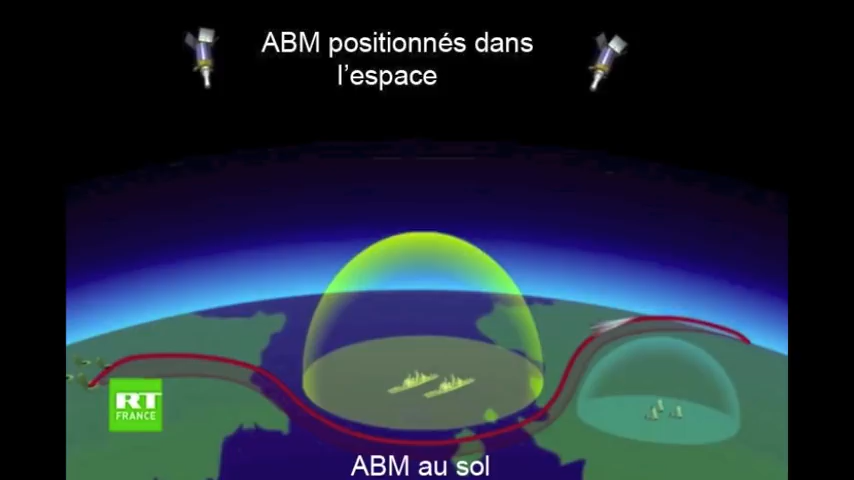 ABM positionnés dans
l'espace
RT
FRANCE
ABM au sol